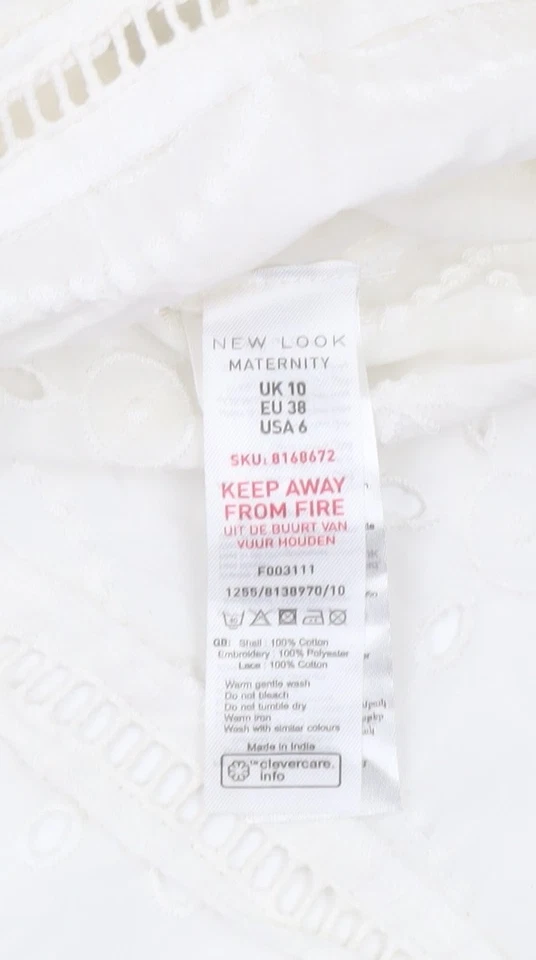 NEW LOOK
MATERNITY
UK 10
EU 38
USA 6
SKU: 8168672
KEEP AWAY
FROM FIRE
UIT DE BUURT VAN
VUUR HOUDEN
F003111
1255/8138970/10
GB: Shell : 100% Cotton
Embroidery : 100% Polyester
Lace : 100% Cotton
Warm gentle wash
Do not bleach
Do not tumble dry
Warm iron
Wash with similar colours
Made in India
™clevercare.
info